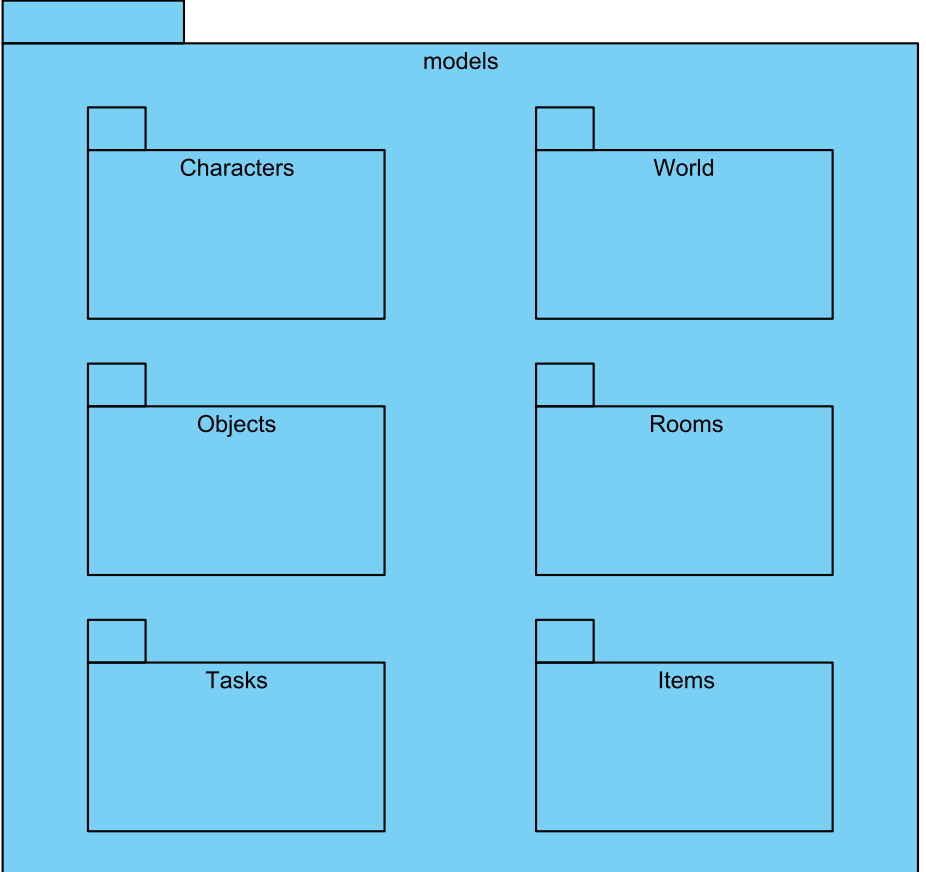 models
Characters
World
Objects
Rooms
Tasks
Items